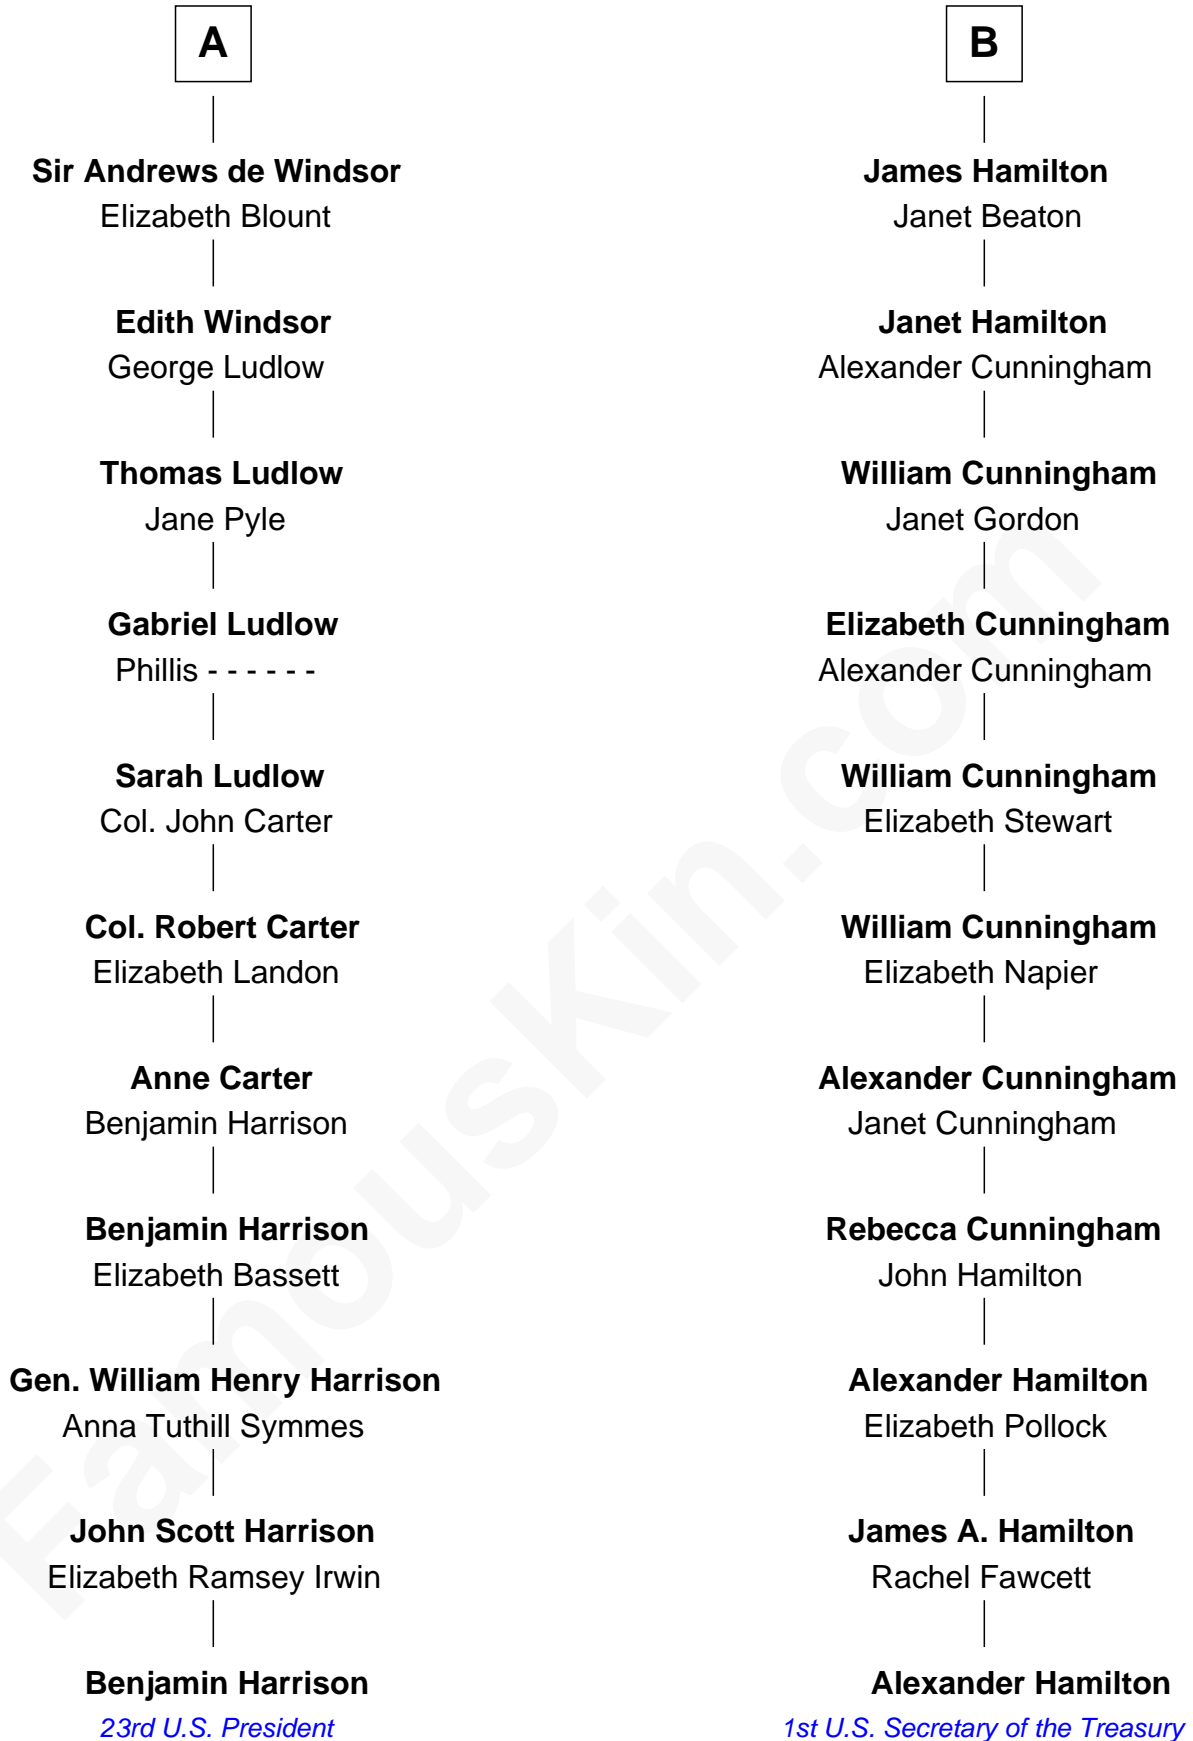 A
Sir Andrews de Windsor
Elizabeth Blount
Edith Windsor
George Ludlow
Thomas Ludlow
Jane Pyle
Gabriel Ludlow
Phillis - - - - - -
Sarah Ludlow
Col. John Carter
Col. Robert Carter
Elizabeth Landon
Anne Carter
Benjamin Harrison
Benjamin Harrison
Elizabeth Bassett
Gen. William Henry Harrison
Anna Tuthill Symmes
John Scott Harrison
Elizabeth Ramsey Irwin
Benjamin Harrison
23rd U.S. President
B
James Hamilton
Janet Beaton
Janet Hamilton
Alexander Cunningham
William Cunningham
Janet Gordon
Elizabeth Cunningham
Alexander Cunningham
William Cunningham
Elizabeth Stewart
William Cunningham
Elizabeth Napier
Alexander Cunningham
Janet Cunningham
Rebecca Cunningham
John Hamilton
Alexander Hamilton
Elizabeth Pollock
James A. Hamilton
Rachel Fawcett
Alexander Hamilton
1st U.S. Secretary of the Treasury
FamousKin.com